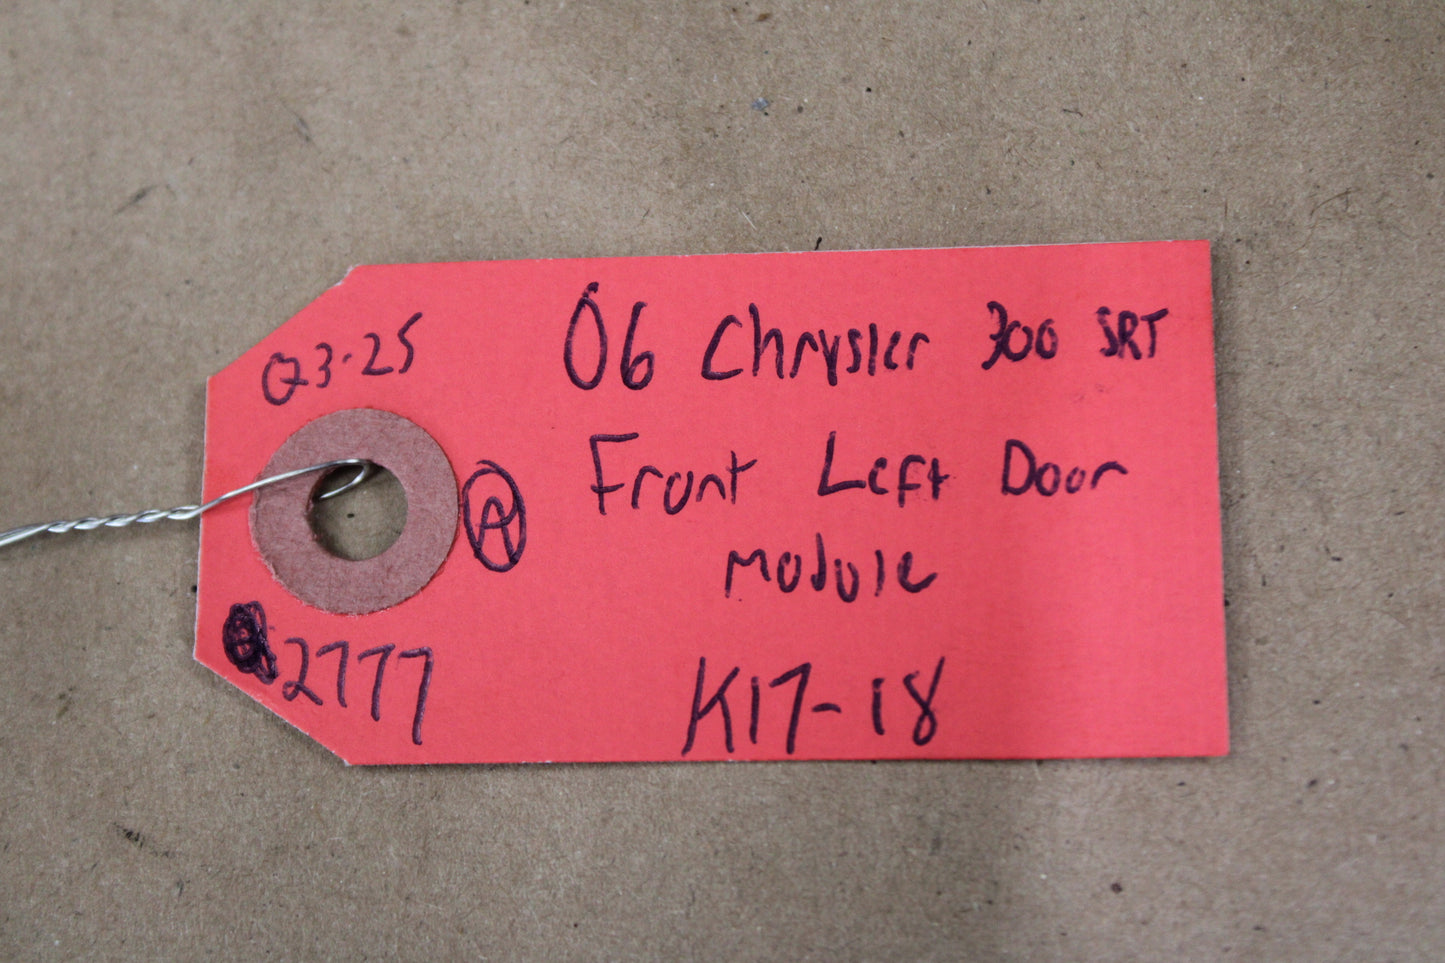 Q3-25
06 Chrysler 300 SRT
Front Left Door
Module
A
2777
K17-18